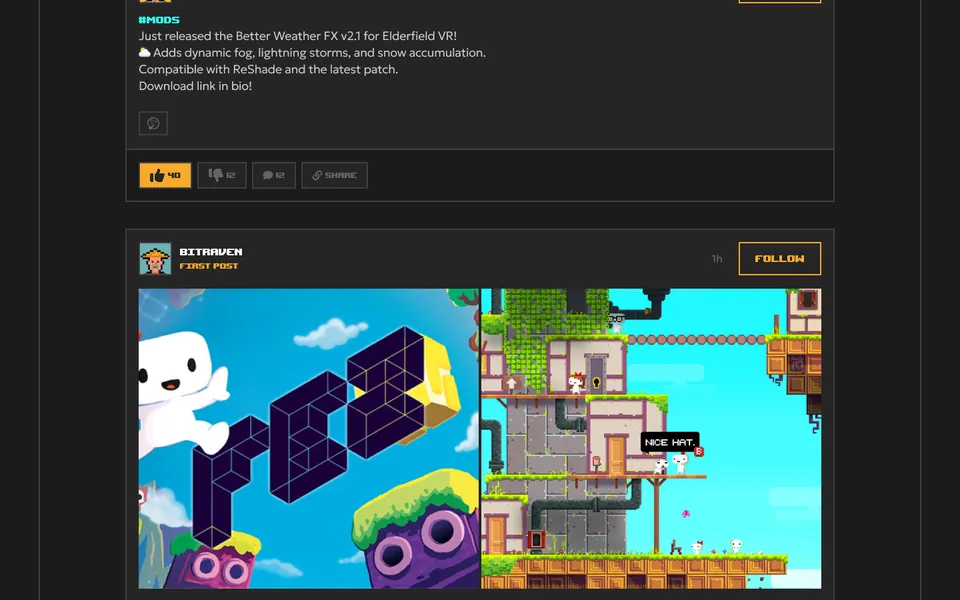 #MODS
Just released the Better Weather FX v2.1 for Elderfield VR!
Adds dynamic fog, lightning storms, and snow accumulation.
Compatible with ReShade and the latest patch.
Download link in bio!
40
12
12
SHARE
BITRAVEN
FIRST POST
1h
FOLLOW
FEZ
NICE HAT.
B